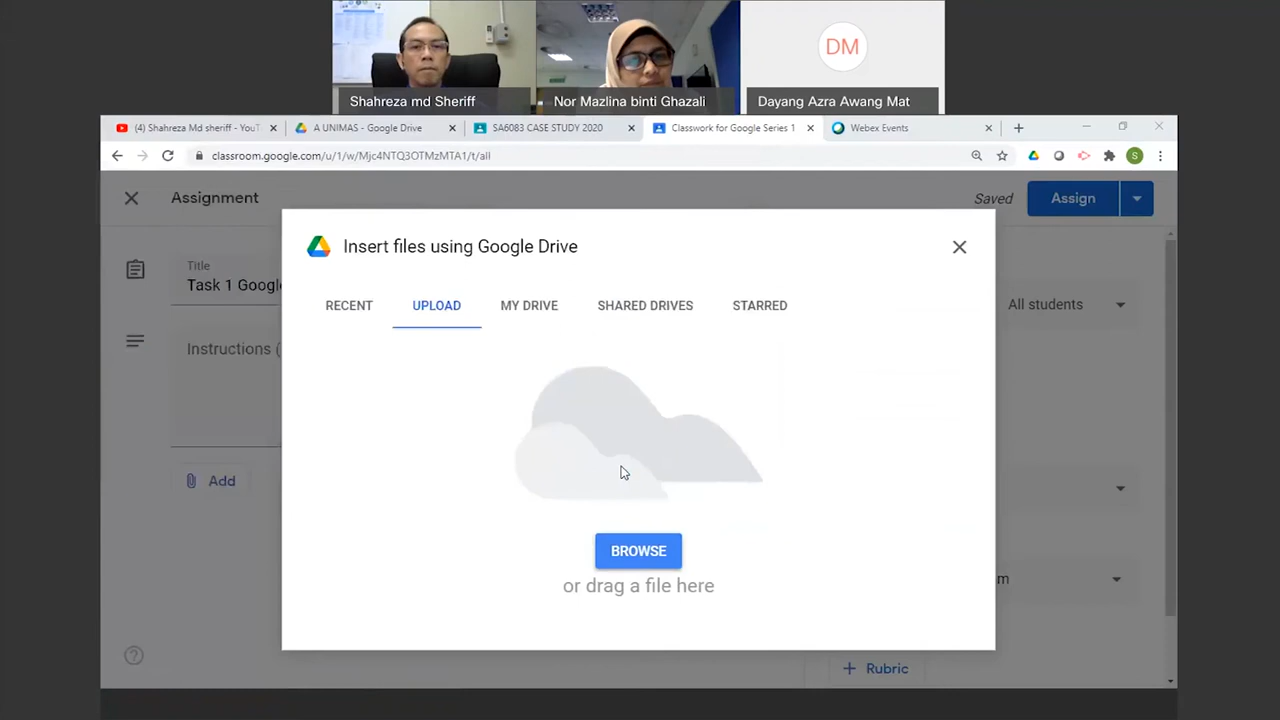 DM
Shahreza md Sheriff
Nor Mazlina binti Ghazali
Dayang Azra Awang Mat
(4) Shahreza Md sheriff - YouT
A UNIMAS - Google Drive
SA6083 CASE STUDY 2020
Classwork for Google Series 1
Webex Events
classroom.google.com/u/1/w/Mjc4NTQ3OTMzMTA1/t/all
S
Assignment
Saved
Assign
Insert files using Google Drive
RECENT
UPLOAD
MY DRIVE
SHARED DRIVES
STARRED
Title
Task 1 Googl
All students
Instructions (
Add
BROWSE
or drag a file here
m
Rubric